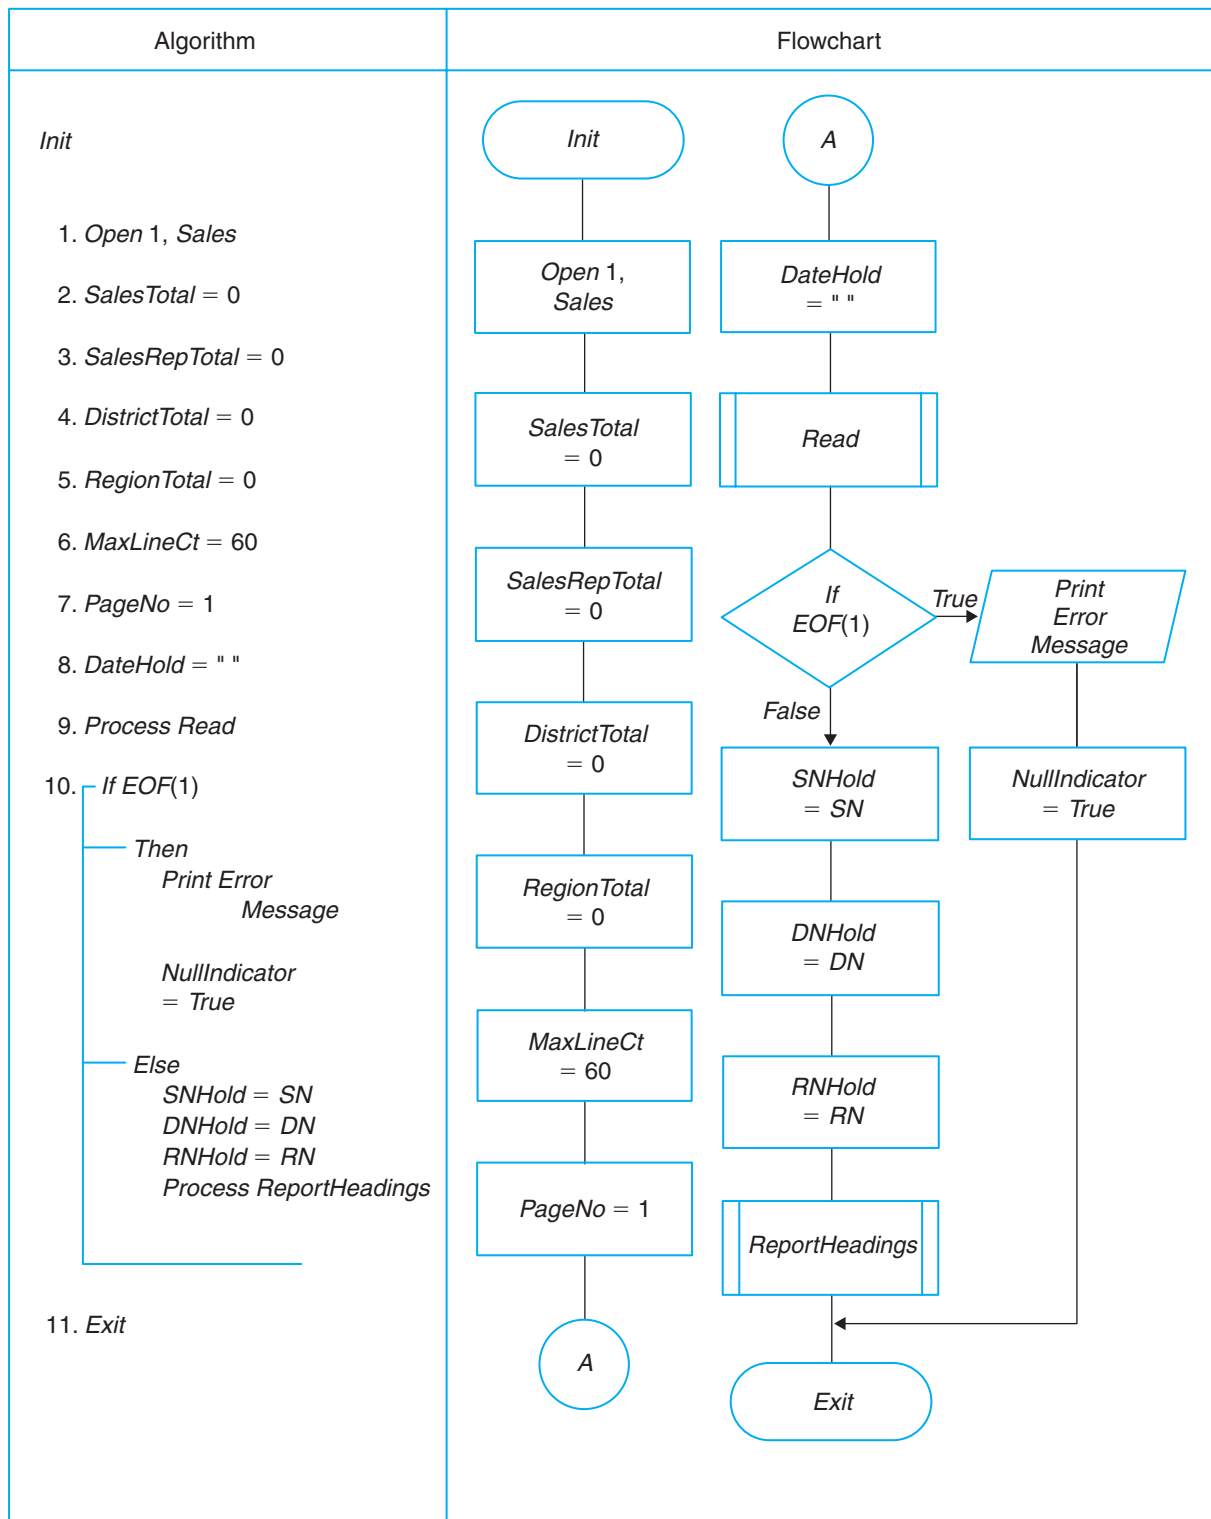 Algorithm
Flowchart
Init
1. Open 1, Sales
2. SalesTotal = 0
3. SalesRepTotal = 0
4. DistrictTotal = 0
5. RegionTotal = 0
6. MaxLineCt = 60
7. PageNo = 1
8. DateHold = " "
9. Process Read
10. If EOF(1)
Then
Print Error
Message
NullIndicator
= True
Else
SNHold = SN
DNHold = DN
RNHold = RN
Process ReportHeadings
11. Exit
Init
Open 1,
Sales
SalesTotal
= 0
SalesRepTotal
= 0
DistrictTotal
= 0
RegionTotal
= 0
MaxLineCt
= 60
PageNo = 1
A
A
DateHold
= " "
Read
If
EOF(1)
True
Print
Error
Message
NullIndicator
= True
False
SNHold
= SN
DNHold
= DN
RNHold
= RN
ReportHeadings
Exit